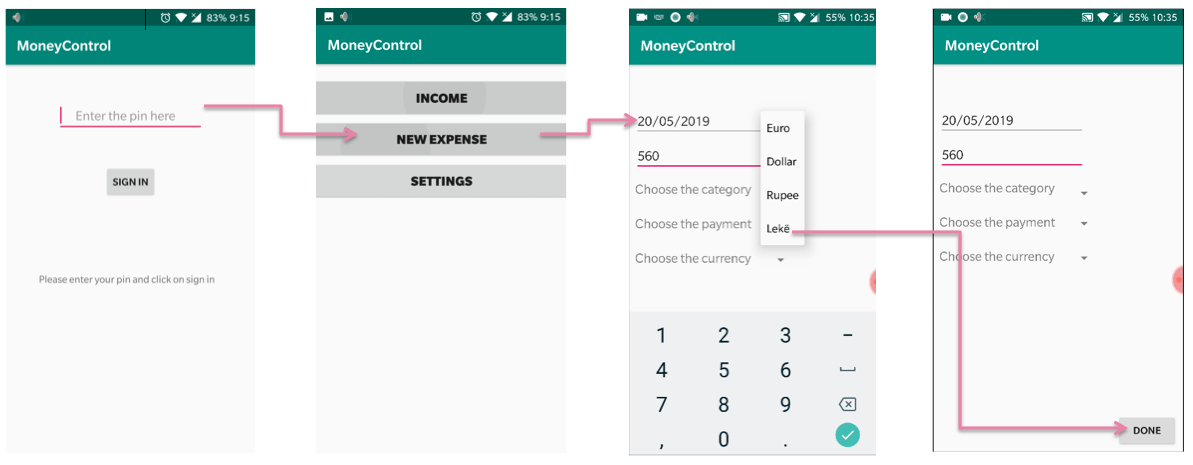 83% 9:15
MoneyControl
Enter the pin here
SIGN IN
Please enter your pin and click on sign in
83% 9:15
MoneyControl
INCOME
NEW EXPENSE
SETTINGS
55% 10:35
MoneyControl
20/05/2019
560
Choose the category
Choose the payment
Choose the currency
Euro
Dollar
Rupee
Lekë
1 2 3 -
4 5 6
7 8 9
, 0 .
55% 10:35
MoneyControl
20/05/2019
560
Choose the category
Choose the payment
Choose the currency
DONE